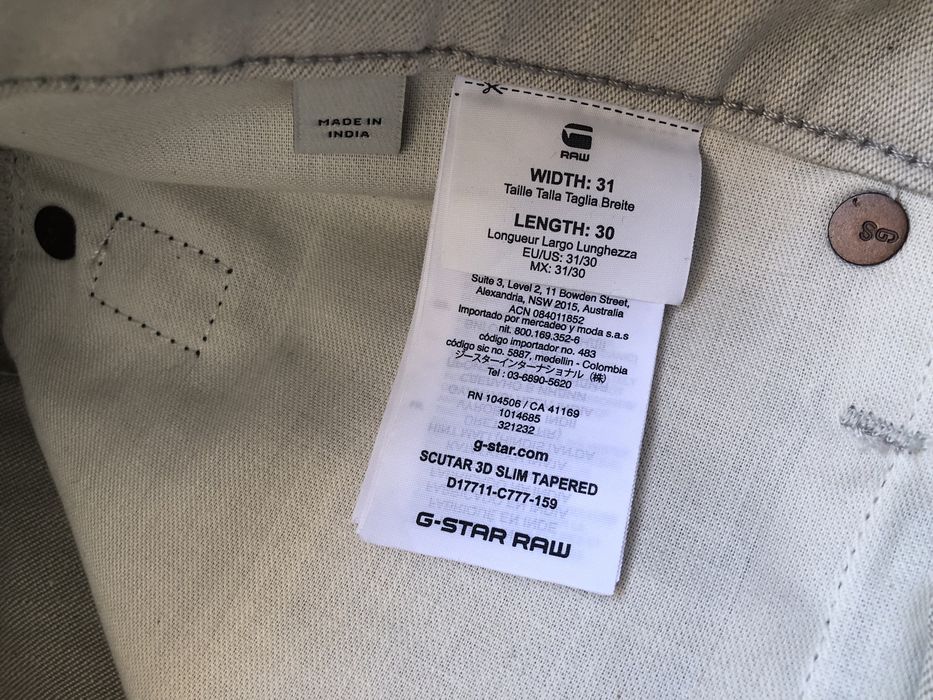 MADE IN
INDIA
RAW
WIDTH: 31
Taille Talla Taglia Breite
LENGTH: 30
Longueur Largo Lunghezza
EU/US: 31/30
MX: 31/30
Suite 3, Level 2, 11 Bowden Street,
Alexandria, NSW 2015, Australia
ACN 084011852
Importado por mercadeo y moda s.a.s
nit. 800.169.352-6
código importador no. 483
código sic no. 5887, medellin - Colombia
ジースターインターナショナル（株）
Tel : 03-6890-5620
RN 104506 / CA 41169
1014685
321232
g-star.com
SCUTAR 3D SLIM TAPERED
D17711-C777-159
G-STAR RAW